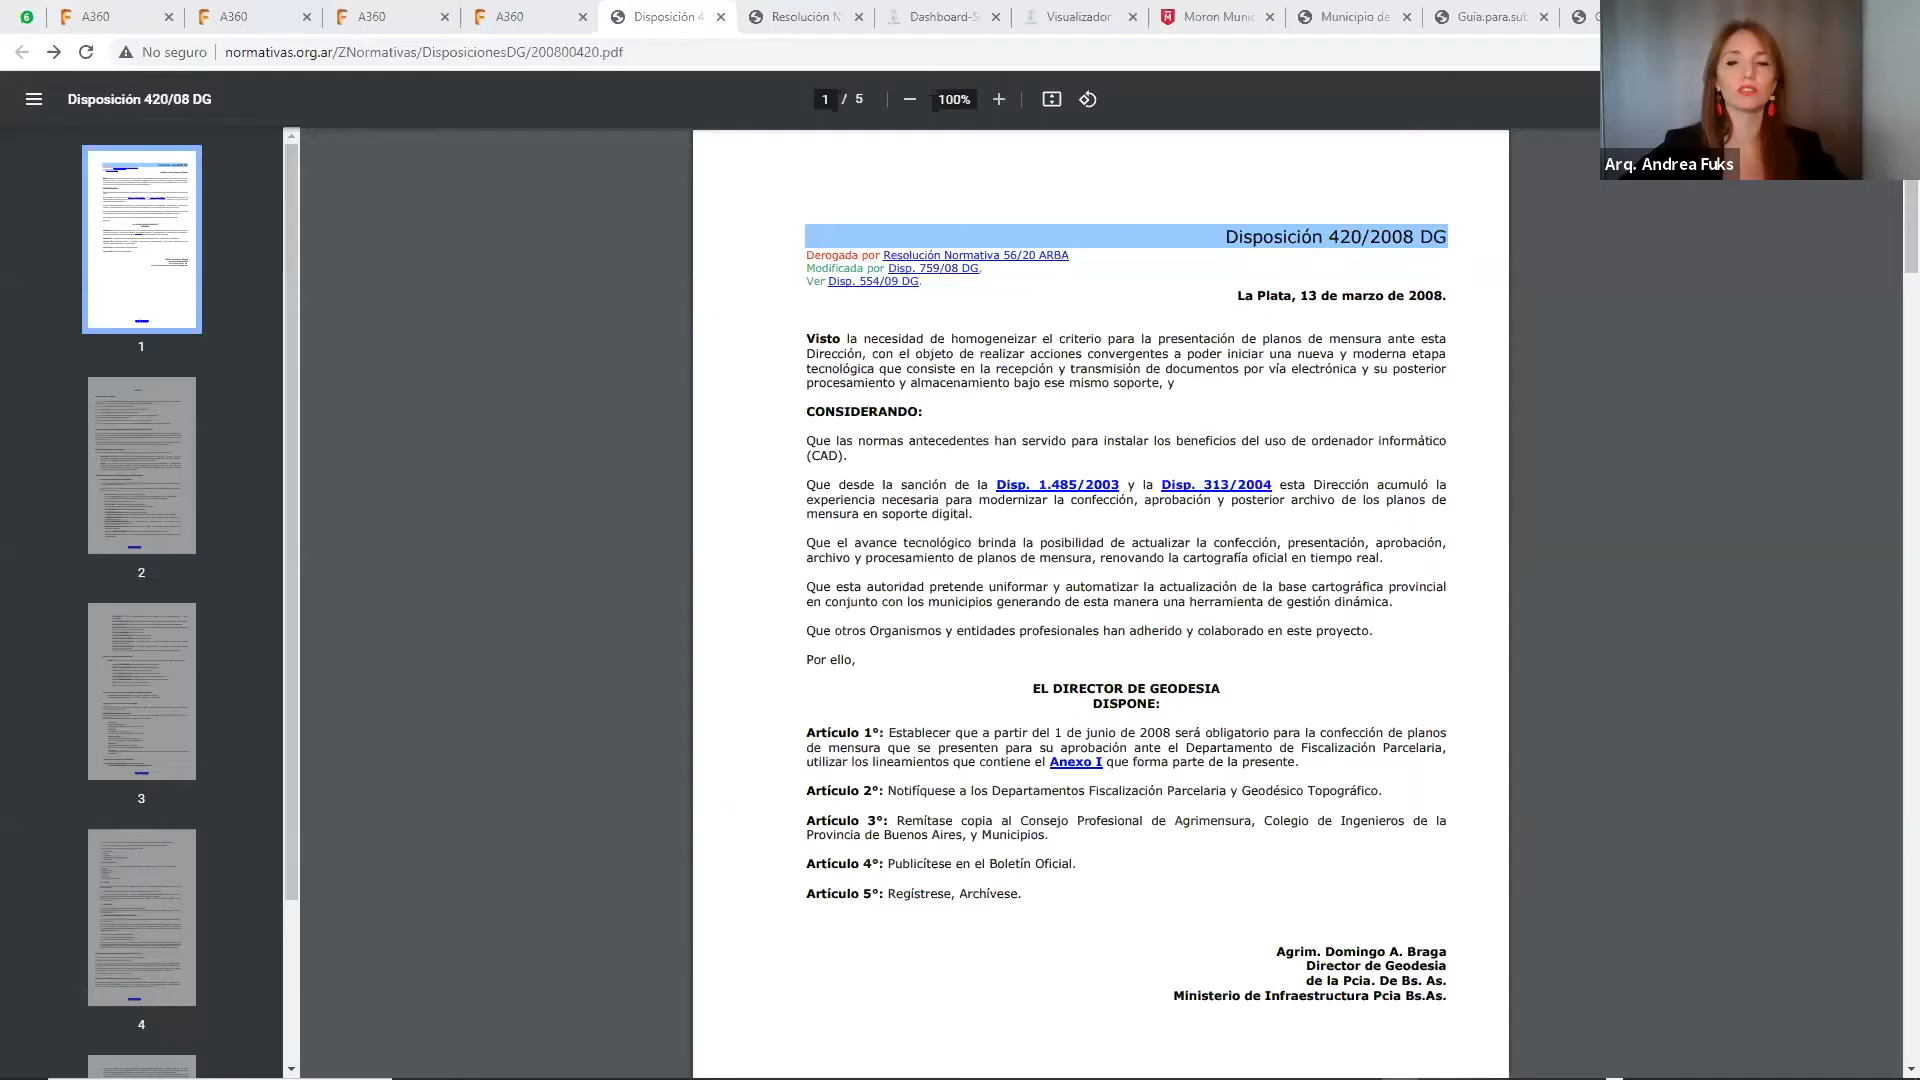 6
A360
A360
A360
A360
Disposición 4
Resolución N
Dashboard-S
Visualizador
Moron Munic
Municipio de
Guia.para.sub
No seguro
normativas.org.ar/ZNormativas/DisposicionesDG/200800420.pdf
Disposición 420/08 DG
1 / 5
100%
Arq. Andrea Fuks
1
2
3
4
Disposición 420/2008 DG
Derogada por Resolución Normativa 56/20 ARBA
Modificada por Disp. 759/08 DG,
Ver Disp. 554/09 DG.
La Plata, 13 de marzo de 2008.
Visto la necesidad de homogeneizar el criterio para la presentación de planos de mensura ante esta
Dirección, con el objeto de realizar acciones convergentes a poder iniciar una nueva y moderna etapa
tecnológica que consiste en la recepción y transmisión de documentos por vía electrónica y su posterior
procesamiento y almacenamiento bajo ese mismo soporte, y
CONSIDERANDO:
Que las normas antecedentes han servido para instalar los beneficios del uso de ordenador informático
(CAD).
Que desde la sanción de la Disp. 1.485/2003 y la Disp. 313/2004 esta Dirección acumuló la
experiencia necesaria para modernizar la confección, aprobación y posterior archivo de los planos de
mensura en soporte digital.
Que el avance tecnológico brinda la posibilidad de actualizar la confección, presentación, aprobación,
archivo y procesamiento de planos de mensura, renovando la cartografía oficial en tiempo real.
Que esta autoridad pretende uniformar y automatizar la actualización de la base cartográfica provincial
en conjunto con los municipios generando de esta manera una herramienta de gestión dinámica.
Que otros Organismos y entidades profesionales han adherido y colaborado en este proyecto.
Por ello,
EL DIRECTOR DE GEODESIA
DISPONE:
Artículo 1°: Establecer que a partir del 1 de junio de 2008 será obligatorio para la confección de planos
de mensura que se presenten para su aprobación ante el Departamento de Fiscalización Parcelaria,
utilizar los lineamientos que contiene el Anexo I que forma parte de la presente.
Artículo 2°: Notifíquese a los Departamentos Fiscalización Parcelaria y Geodésico Topográfico.
Artículo 3°: Remítase copia al Consejo Profesional de Agrimensura, Colegio de Ingenieros de la
Provincia de Buenos Aires, y Municipios.
Artículo 4°: Publicítese en el Boletín Oficial.
Artículo 5°: Regístrese, Archívese.
Agrim. Domingo A. Braga
Director de Geodesia
de la Pcia. De Bs. As.
Ministerio de Infraestructura Pcia Bs.As.